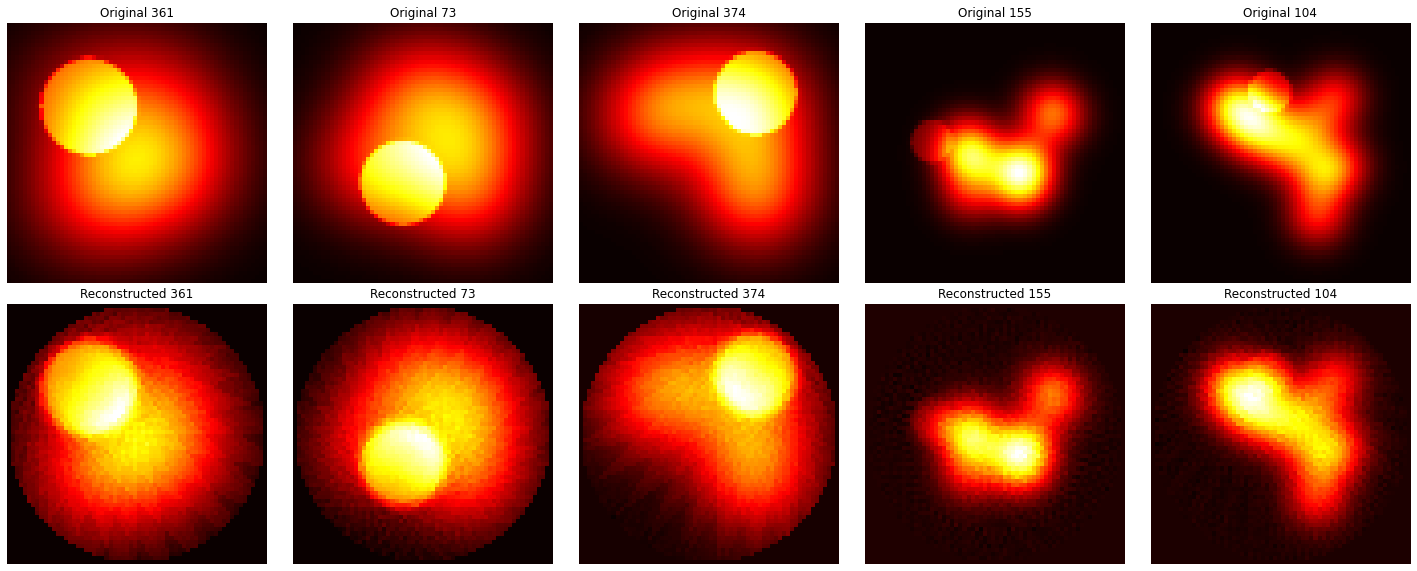 Original 361
Original 73
Original 374
Original 155
Original 104
Reconstructed 361
Reconstructed 73
Reconstructed 374
Reconstructed 155
Reconstructed 104